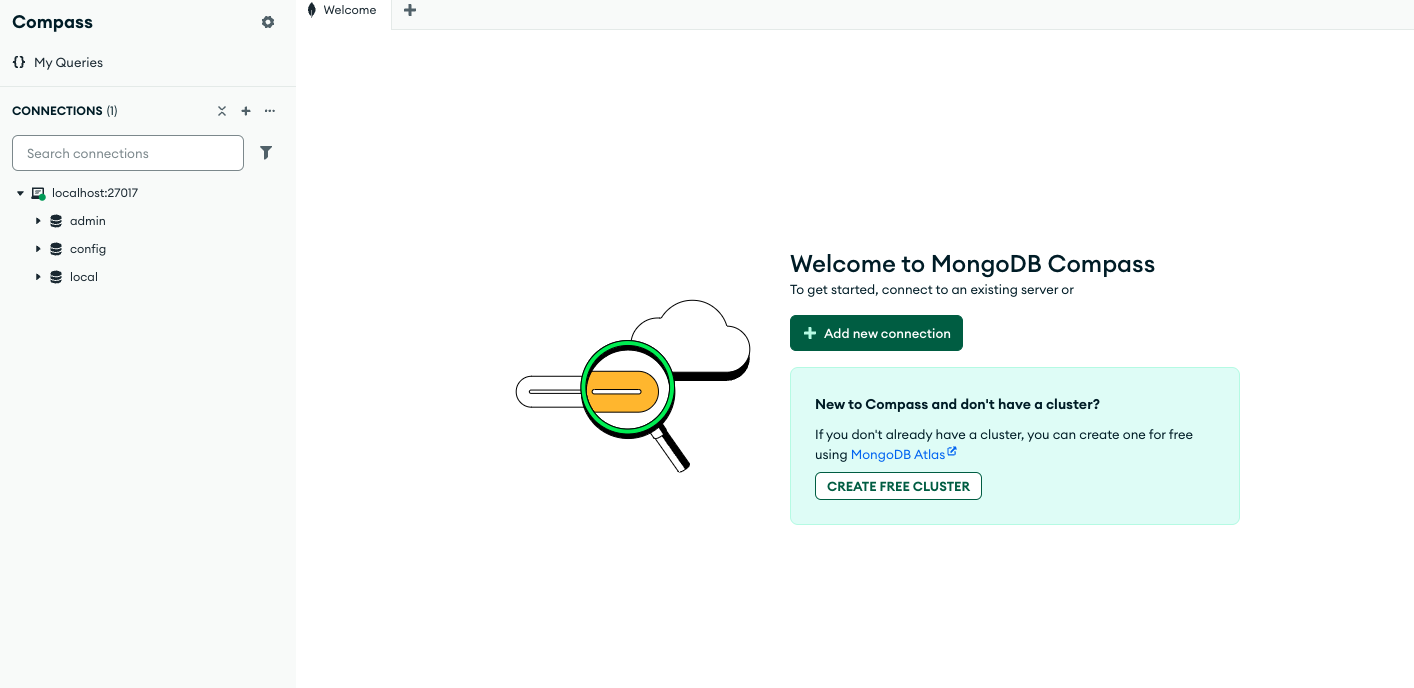 Compass
{} My Queries
CONNECTIONS (1)
Search connections
localhost:27017
admin
config
local
Welcome
Welcome to MongoDB Compass
To get started, connect to an existing server or
Add new connection
New to Compass and don't have a cluster?
If you don't already have a cluster, you can create one for free
using MongoDB Atlas
CREATE FREE CLUSTER